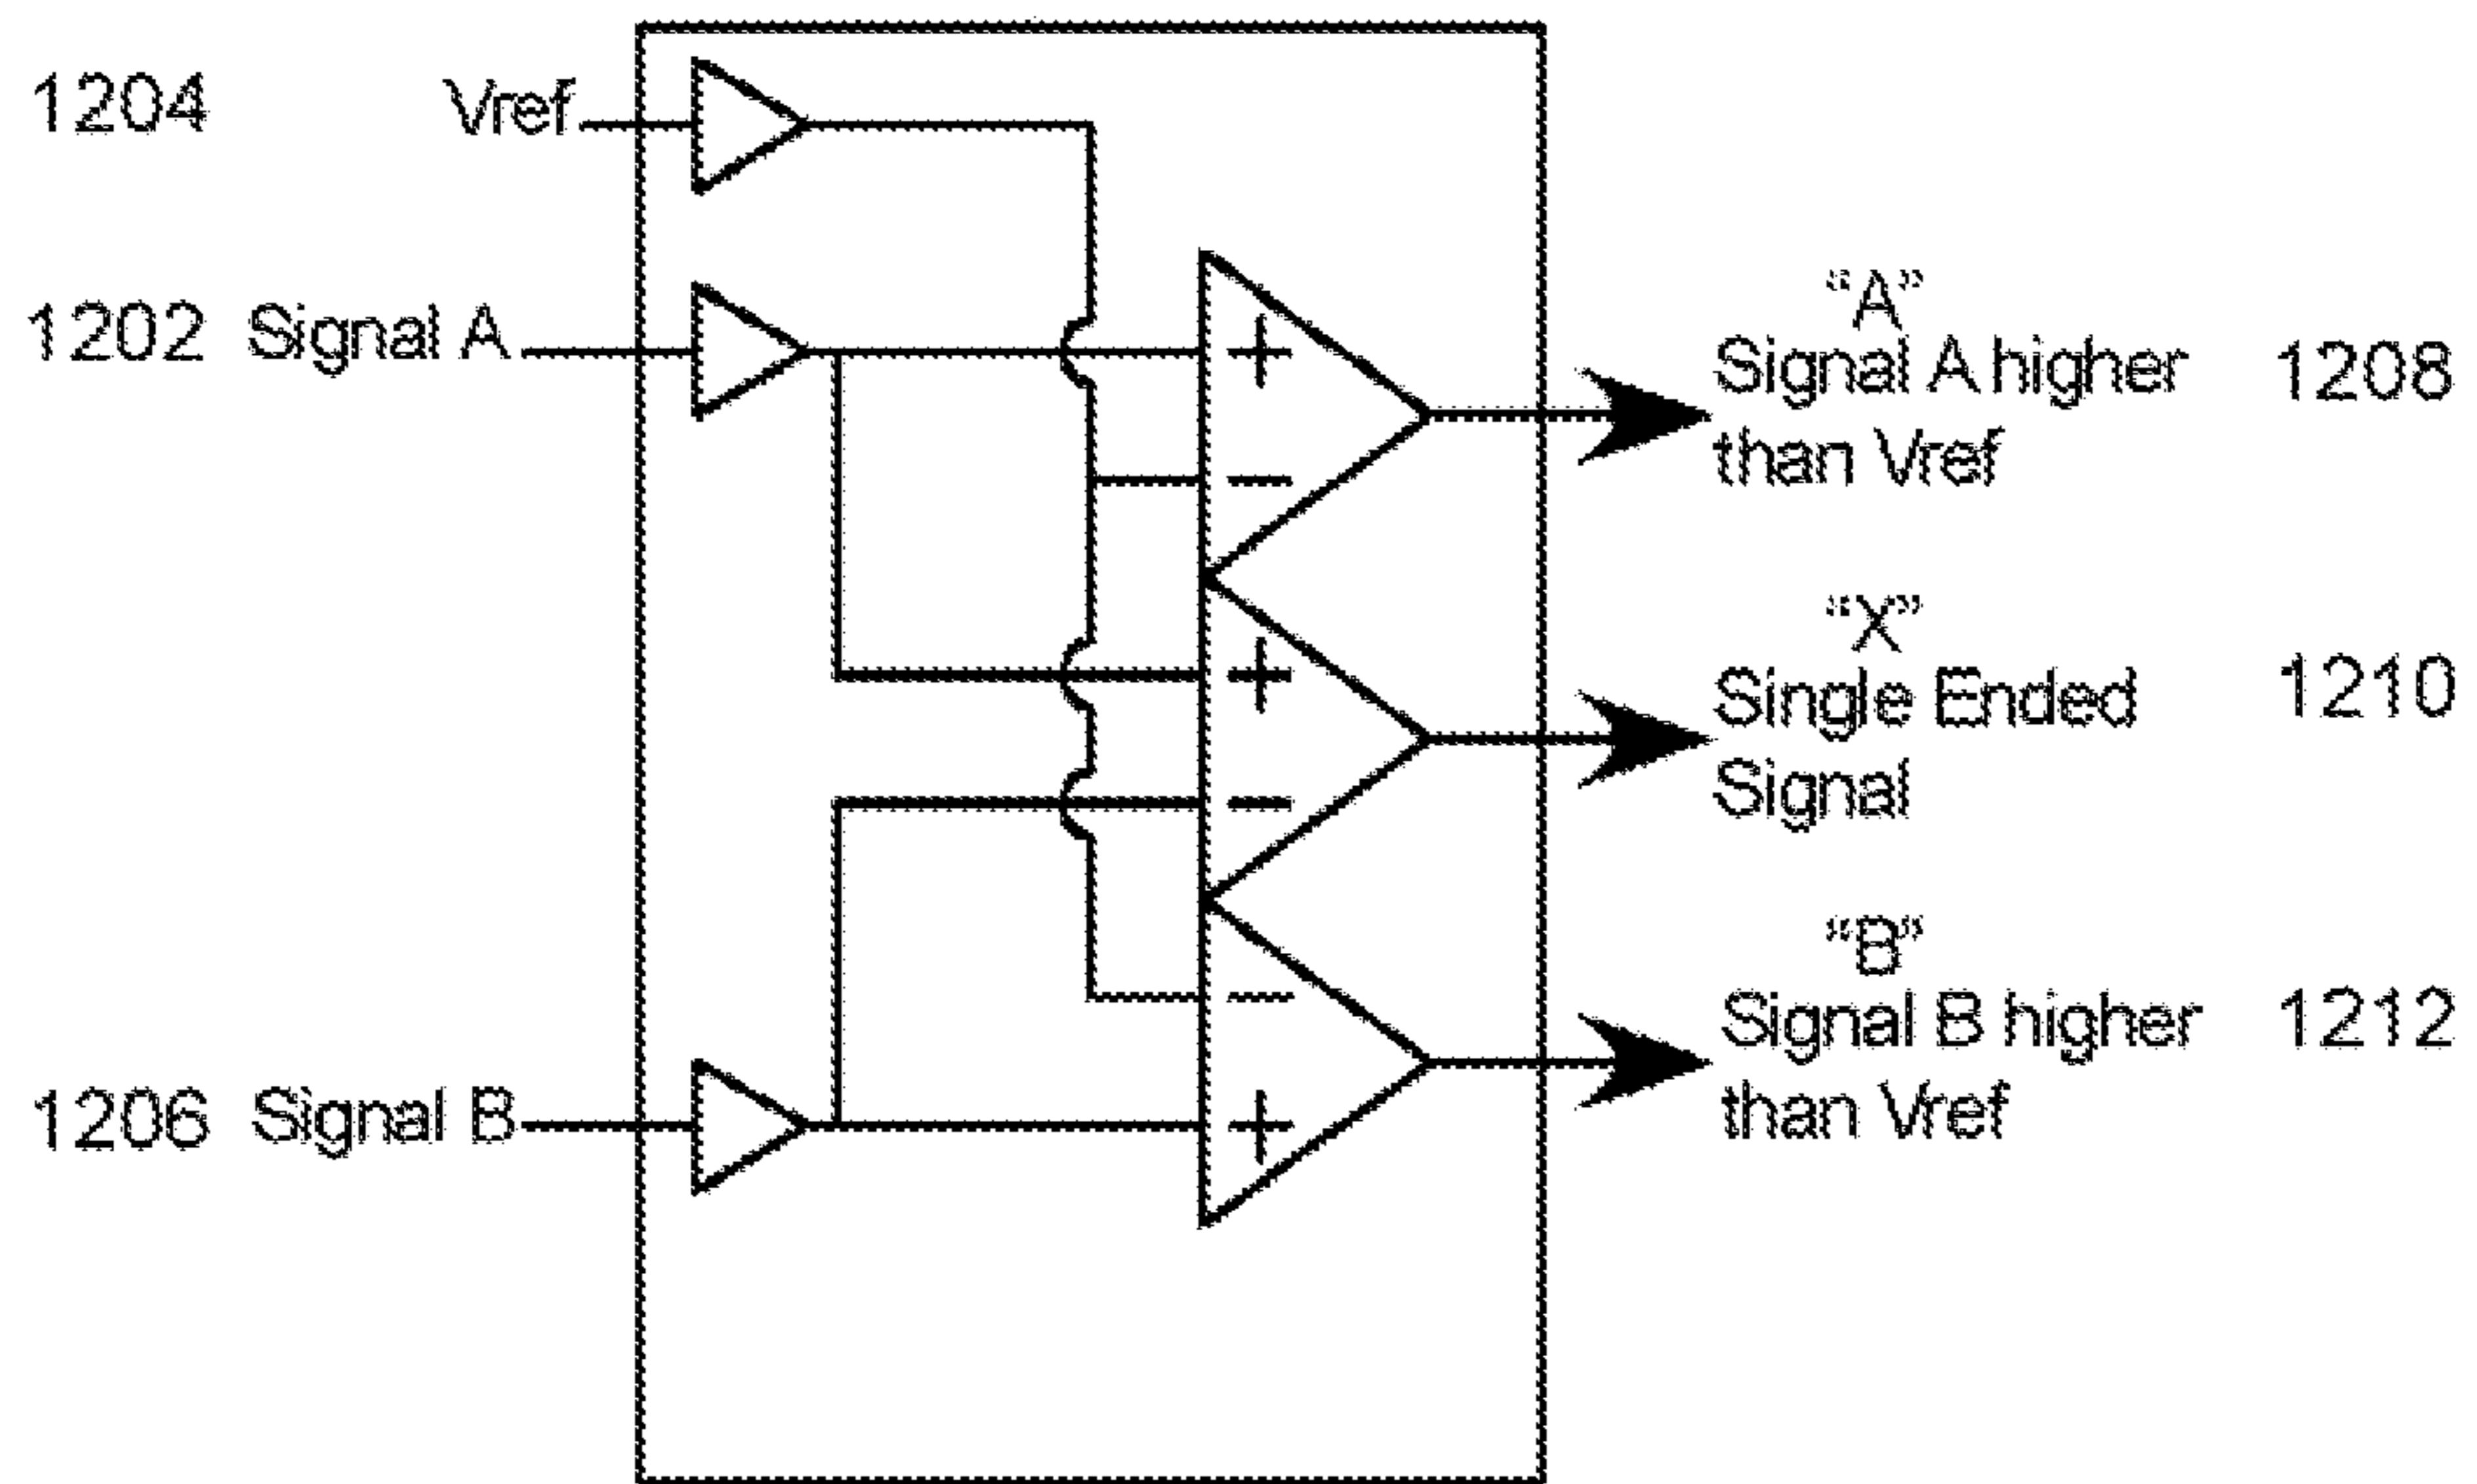 1204 Vref
1202 Signal A
1206 Signal B
+
−
+
−
−
+
“A”
Signal A higher 1208
than Vref
“X”
Single Ended 1210
Signal
“B”
Signal B higher 1212
than Vref